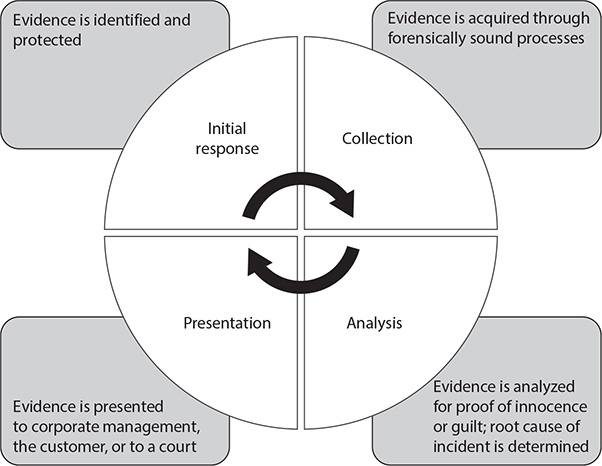 Evidence is identified and
protected
Evidence is acquired through
forensically sound processes
Initial
response
Collection
Presentation
Analysis
Evidence is presented
to corporate management,
the customer, or to a court
Evidence is analyzed
for proof of innocence
or guilt; root cause of
incident is determined